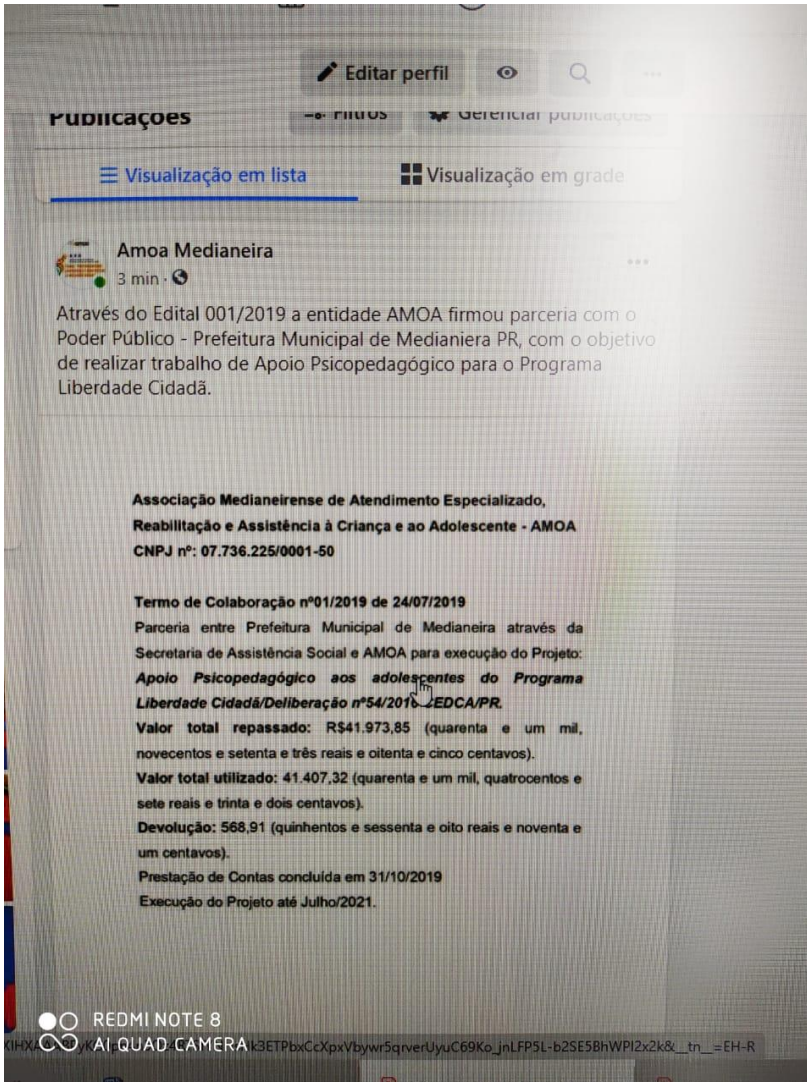 Editar perfil
Publicações
Filtros
Gerenciar publicações
Visualização em lista
Visualização em grade
Amoa Medianeira
3 min ·
Através do Edital 001/2019 a entidade AMOA firmou parceria com o
Poder Público - Prefeitura Municipal de Medianiera PR, com o objetivo
de realizar trabalho de Apoio Psicopedagógico para o Programa
Liberdade Cidadã.
Associação Medianeirense de Atendimento Especializado,
Reabilitação e Assistência à Criança e ao Adolescente - AMOA
CNPJ nº: 07.736.225/0001-50
Termo de Colaboração nº01/2019 de 24/07/2019
Parceria entre Prefeitura Municipal de Medianeira através da
Secretaria de Assistência Social e AMOA para execução do Projeto:
Apoio Psicopedagógico aos adolescentes do Programa
Liberdade Cidadã/Deliberação nº54/201 CEDCA/PR.
Valor total repassado: R$41.973,85 (quarenta e um mil,
novecentos e setenta e três reais e oitenta e cinco centavos).
Valor total utilizado: 41.407,32 (quarenta e um mil, quatrocentos e
sete reais e trinta e dois centavos).
Devolução: 568,91 (quinhentos e sessenta e oito reais e noventa e
um centavos).
Prestação de Contas concluída em 31/10/2019
Execução do Projeto até Julho/2021.
REDMI NOTE 8
AI QUAD CAMERA